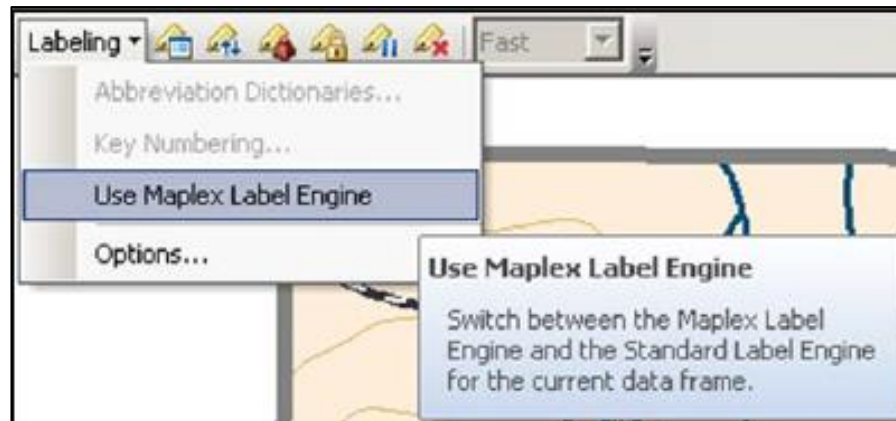 Labeling Fast
Abbreviation Dictionaries...
Key Numbering...
Use Maplex Label Engine
Options...
Use Maplex Label Engine
Switch between the Maplex Label
Engine and the Standard Label Engine
for the current data frame.